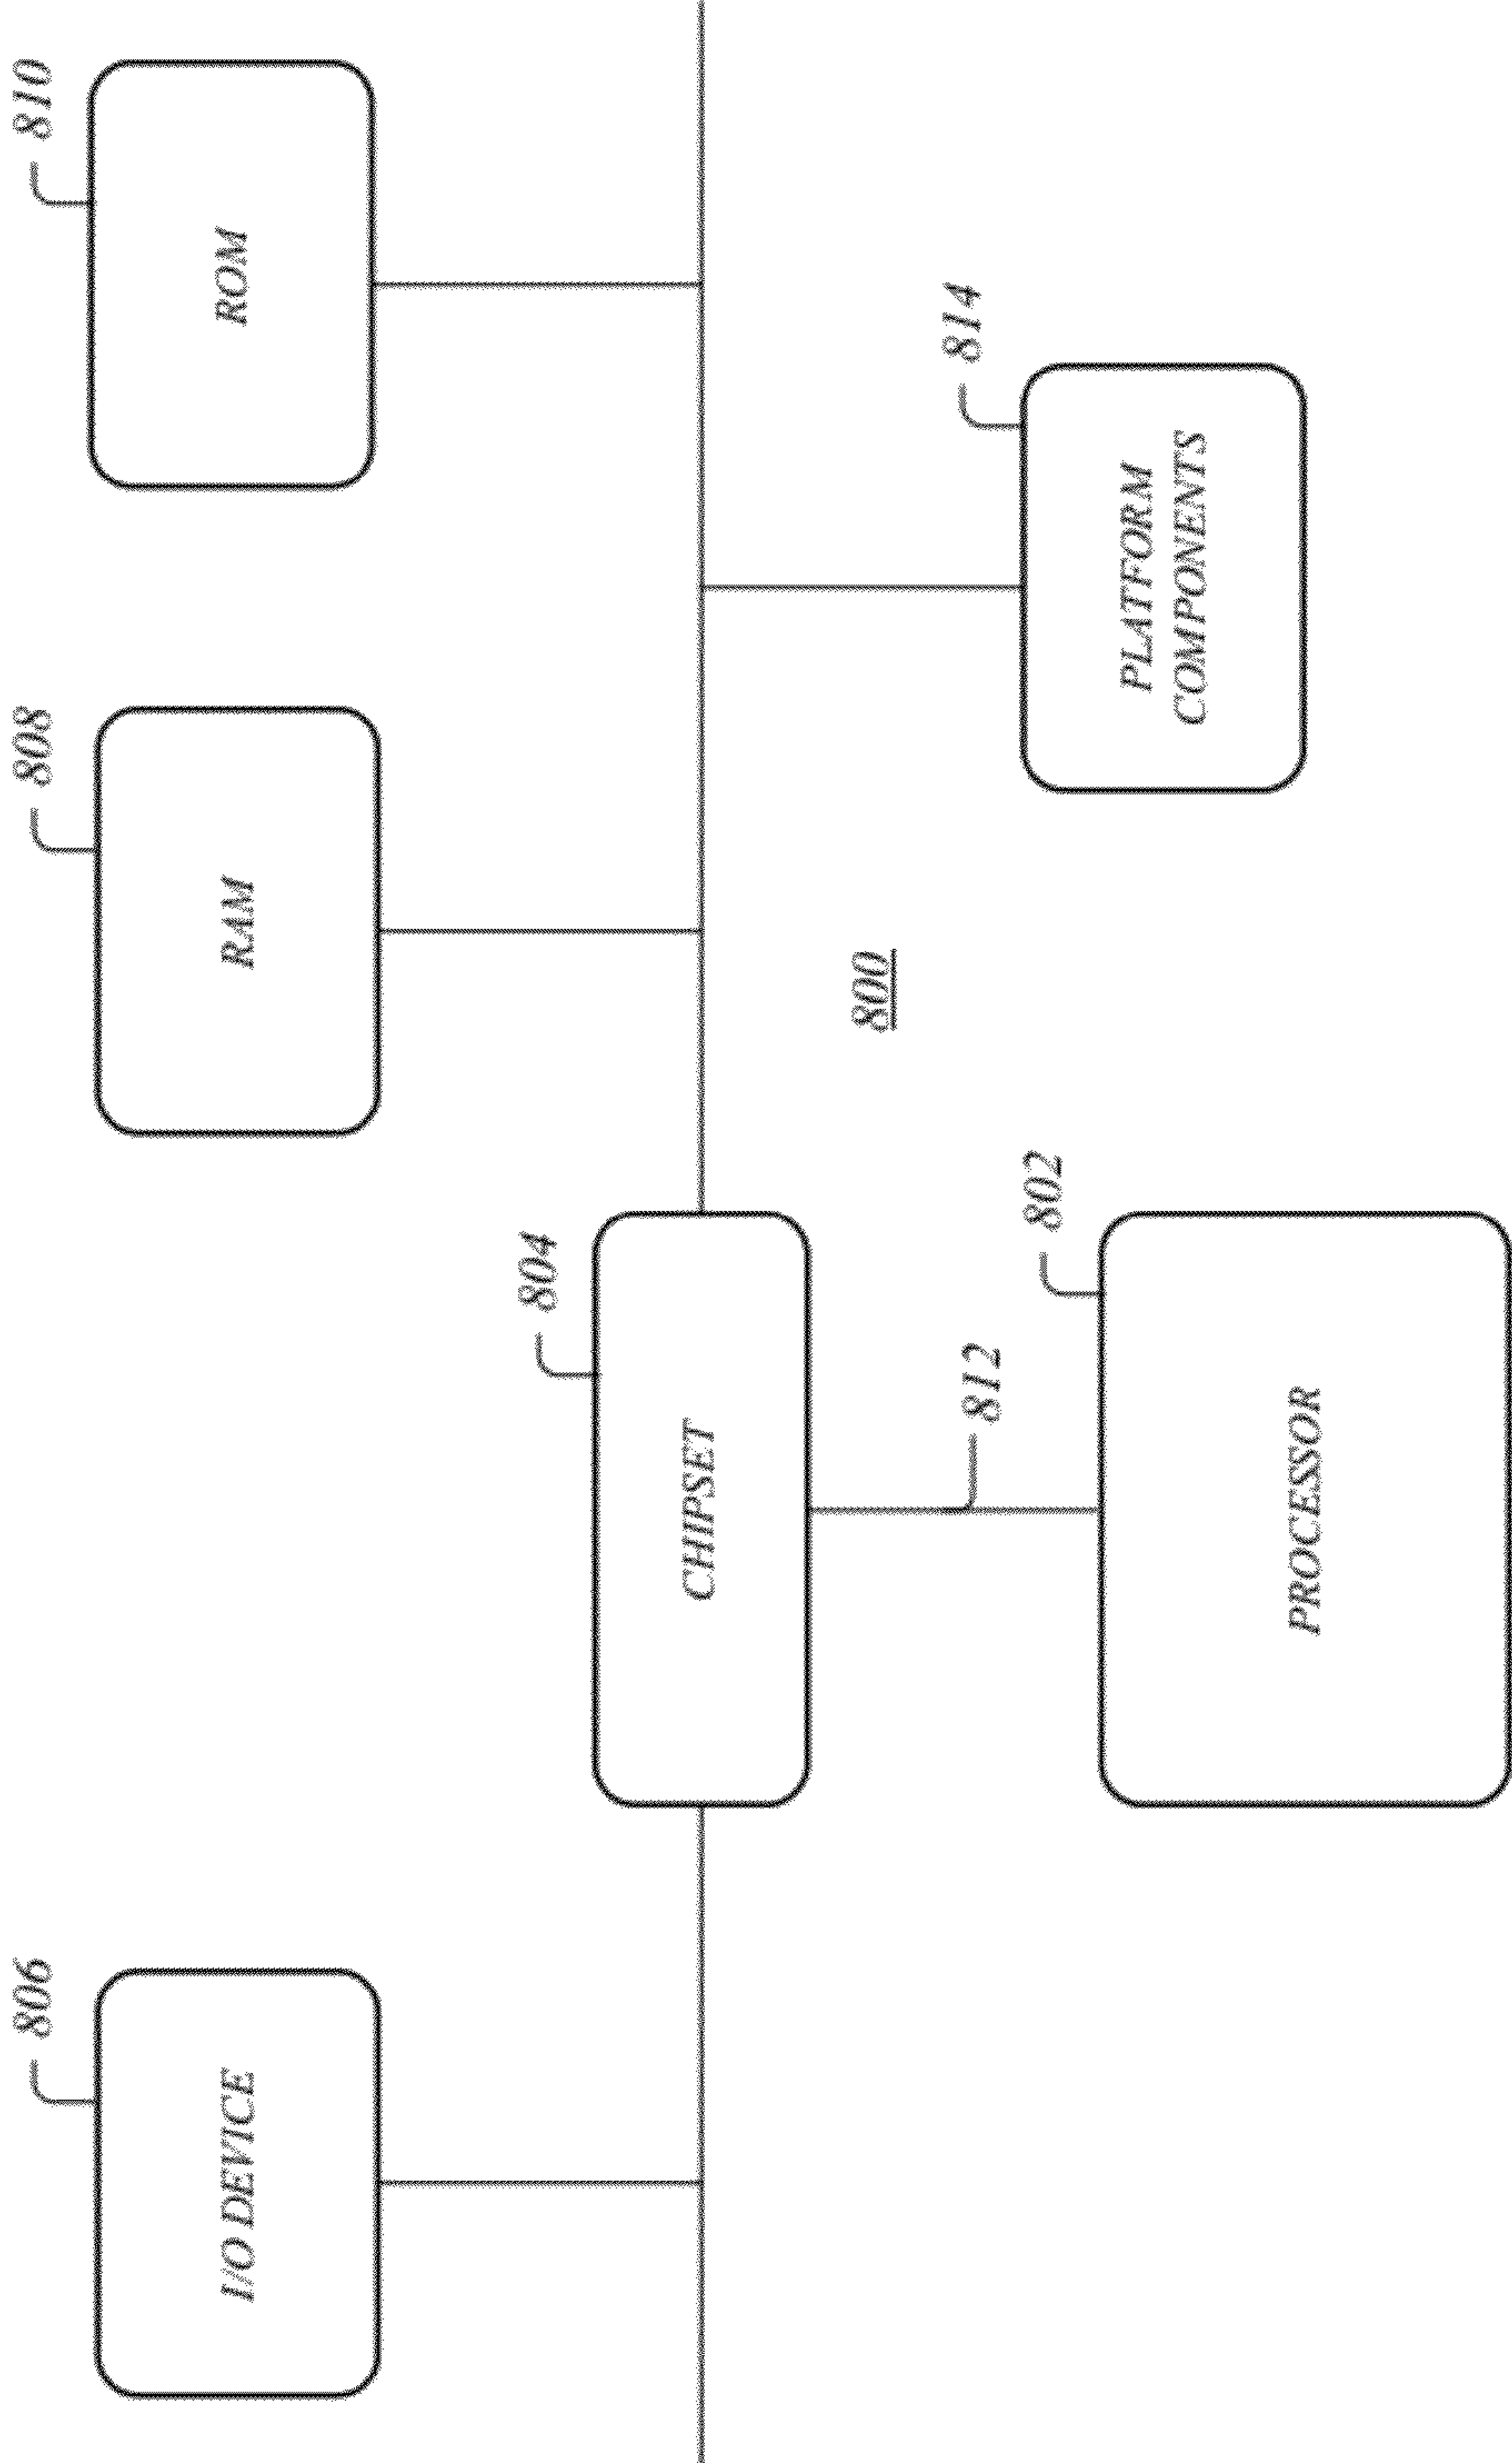 806
I/O DEVICE
808
RAM
810
ROM
804
CHIPSET
800
812
814
PLATFORM
COMPONENTS
802
PROCESSOR